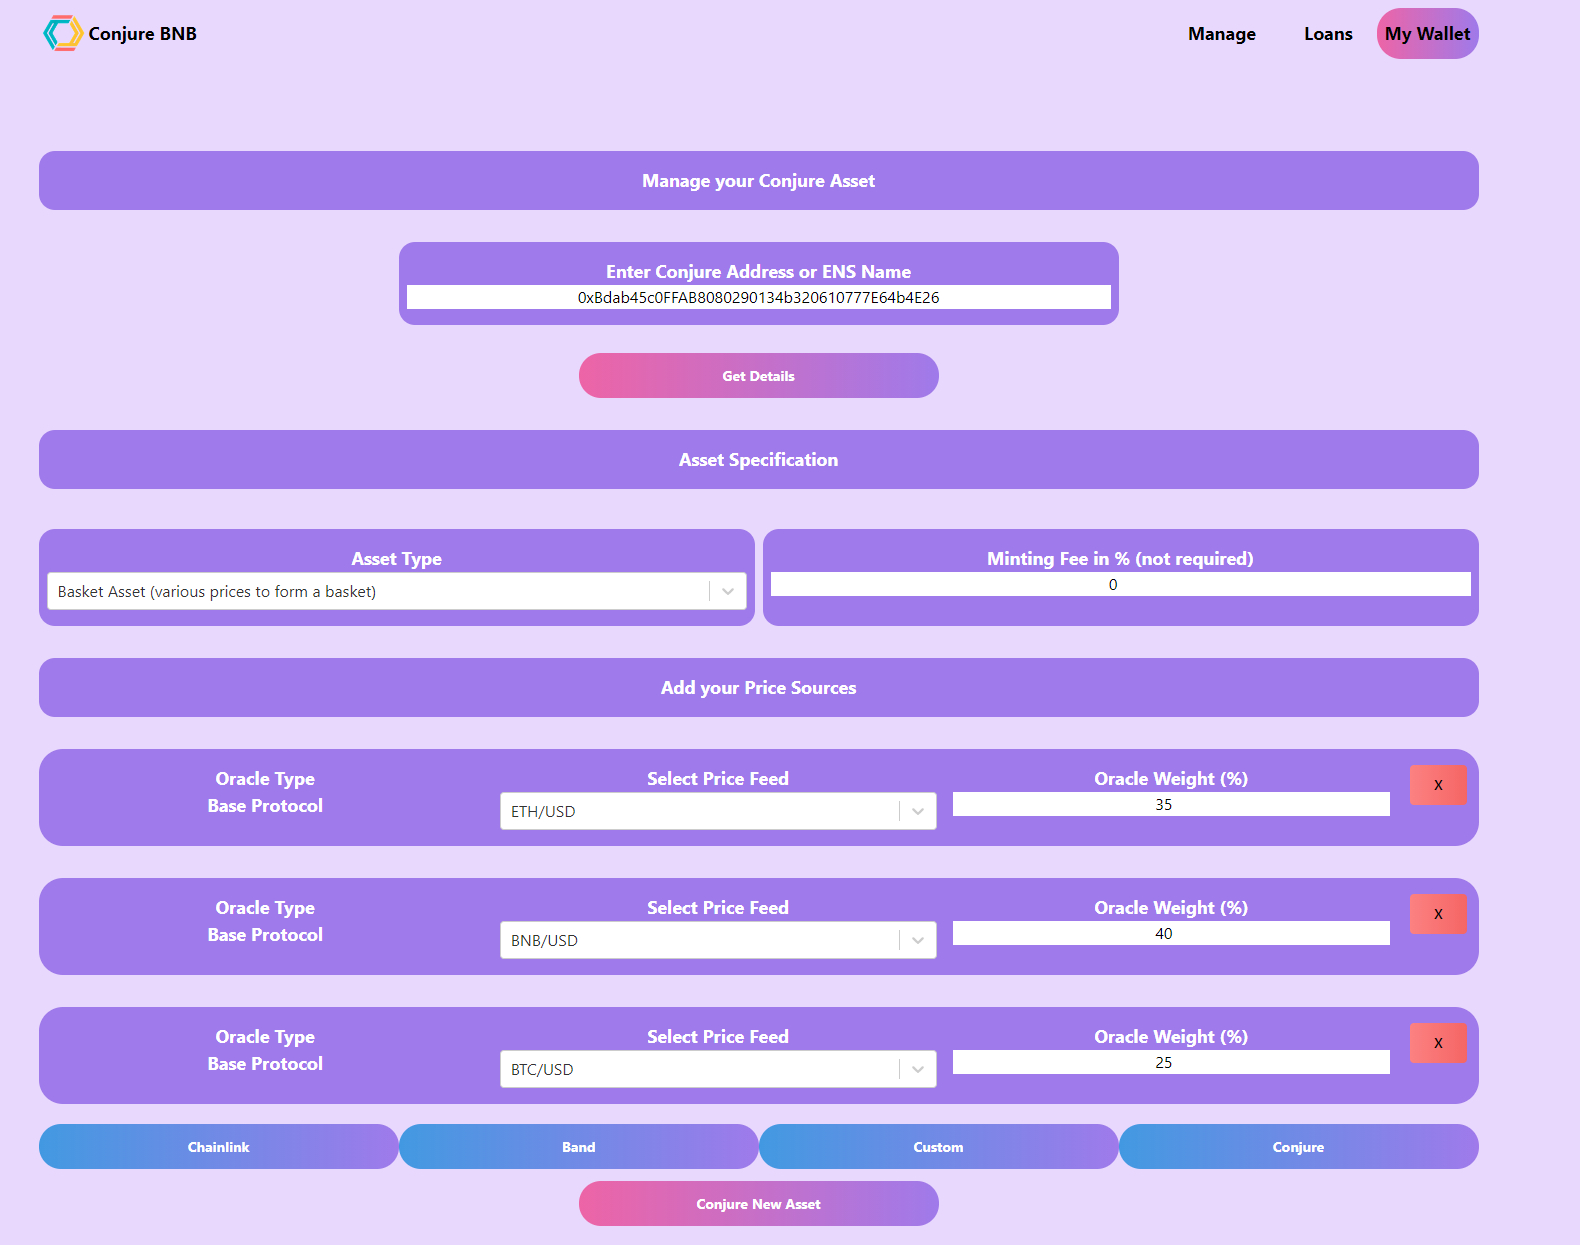 Conjure BNB
Manage
Loans
My Wallet
Manage your Conjure Asset
Enter Conjure Address or ENS Name
0xBdab45c0FFAB8080290134b320610777E64b4E26
Get Details
Asset Specification
Asset Type
Basket Asset (various prices to form a basket)
Minting Fee in % (not required)
0
Add your Price Sources
Oracle Type
Base Protocol
Select Price Feed
ETH/USD
Oracle Weight (%)
35
X
Oracle Type
Base Protocol
Select Price Feed
BNB/USD
Oracle Weight (%)
40
X
Oracle Type
Base Protocol
Select Price Feed
BTC/USD
Oracle Weight (%)
25
X
Chainlink
Band
Custom
Conjure
Conjure New Asset